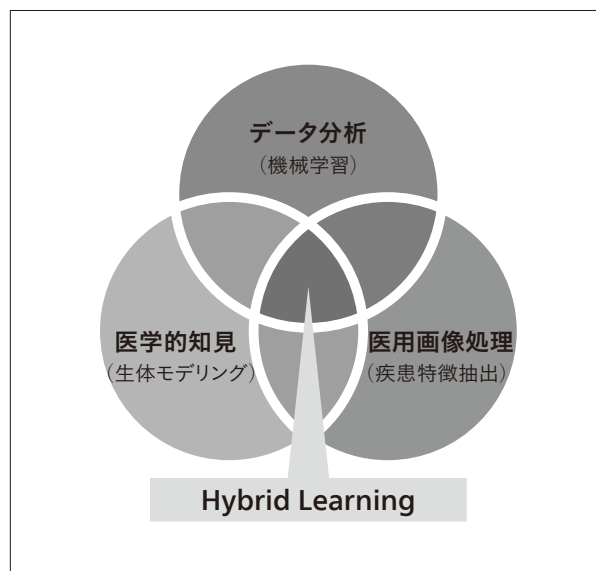 データ分析
（機械学習）
医学的知見
（生体モデリング）
医用画像処理
（疾患特徴抽出）
Hybrid Learning